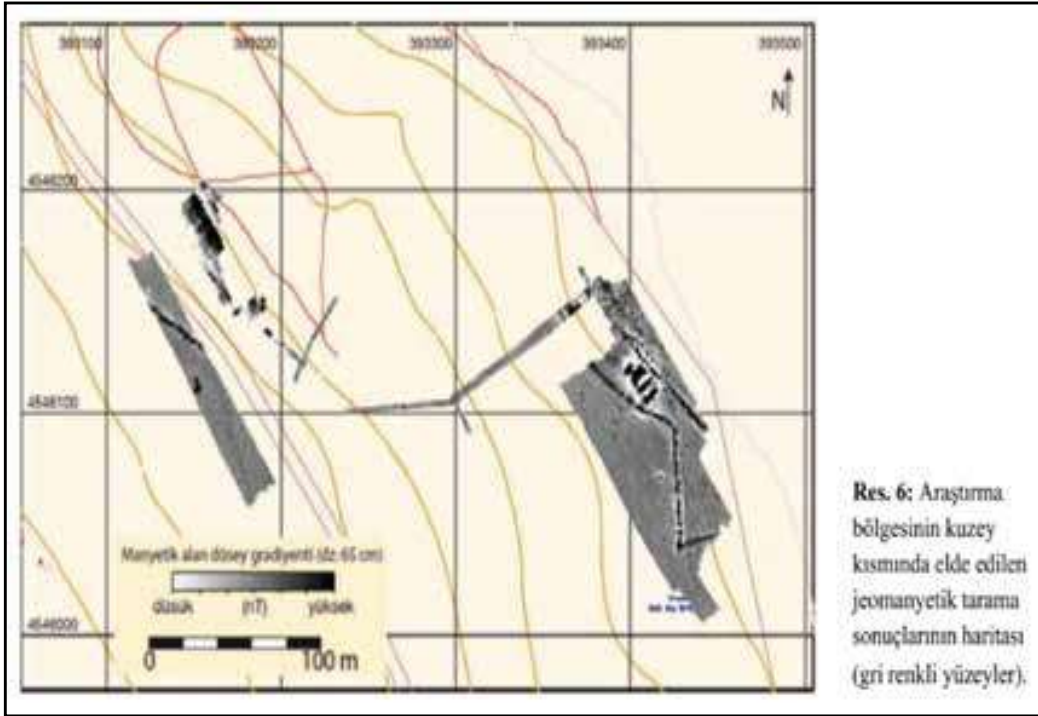 393100 393200 393300 393400 393500
N
4546200
4546100
Manyetik alan düşey gradiyenti (dz: 65 cm)
düsük (nT) yüksek
4546000
0 100 m
Res. 6: Araştırma
bölgesinin kuzey
kısmında elde edilen
jeomanyetik tarama
sonuçlarının haritası
(gri renkli yüzeyler).